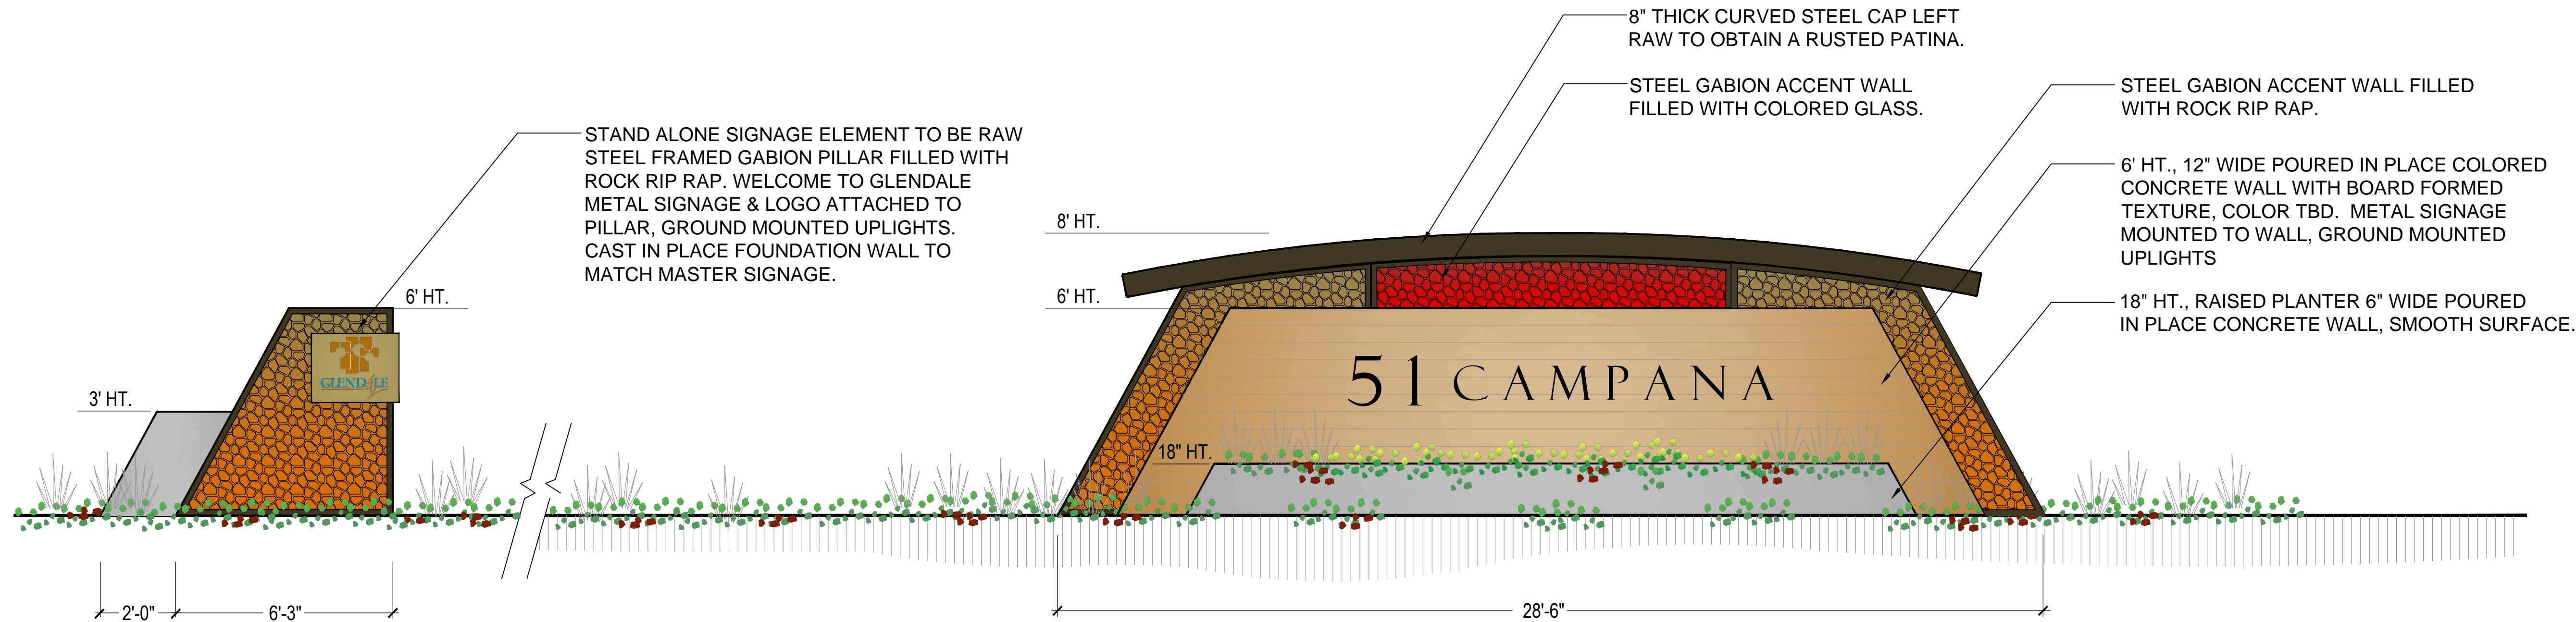 8" THICK CURVED STEEL CAP LEFT
RAW TO OBTAIN A RUSTED PATINA.
STEEL GABION ACCENT WALL
FILLED WITH COLORED GLASS.
STEEL GABION ACCENT WALL FILLED
WITH ROCK RIP RAP.
STAND ALONE SIGNAGE ELEMENT TO BE RAW
STEEL FRAMED GABION PILLAR FILLED WITH
ROCK RIP RAP. WELCOME TO GLENDALE
METAL SIGNAGE & LOGO ATTACHED TO
PILLAR, GROUND MOUNTED UPLIGHTS.
CAST IN PLACE FOUNDATION WALL TO
MATCH MASTER SIGNAGE.
6' HT., 12" WIDE POURED IN PLACE COLORED
CONCRETE WALL WITH BOARD FORMED
TEXTURE, COLOR TBD. METAL SIGNAGE
MOUNTED TO WALL, GROUND MOUNTED
UPLIGHTS
18" HT., RAISED PLANTER 6" WIDE POURED
IN PLACE CONCRETE WALL, SMOOTH SURFACE.
8' HT.
6' HT.
6' HT.
3' HT.
GLENDALE
51 CAMPANA
18" HT.
2'-0"
6'-3"
28'-6"